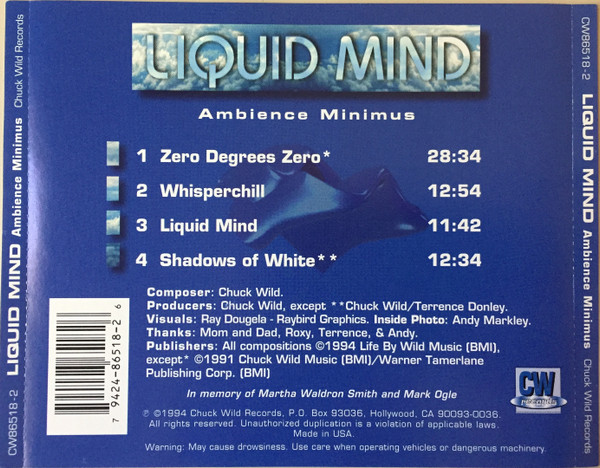 LIQUID MIND
Ambience Minimus
1 Zero Degrees Zero* 28:34
2 Whisperchill 12:54
3 Liquid Mind 11:42
4 Shadows of White** 12:34
Composer: Chuck Wild.
Producers: Chuck Wild, except **Chuck Wild/Terrence Donley.
Visuals: Ray Dougela - Raybird Graphics. Inside Photo: Andy Markley.
Thanks: Mom and Dad, Roxy, Terrence, & Andy.
Publishers: All compositions ©1994 Life By Wild Music (BMI),
except* ©1991 Chuck Wild Music (BMI)/Warner Tamerlane
Publishing Corp. (BMI)
In memory of Martha Waldron Smith and Mark Ogle
℗ ©1994 Chuck Wild Records, P.O. Box 93036, Hollywood, CA 90093-0036.
All rights reserved. Unauthorized duplication is a violation of applicable laws.
Made in USA.
Warning: May cause drowsiness. Use care when operating vehicles or dangerous machinery.
7 9424-86518-2 6
CW
records
CW86518-2 LIQUID MIND Ambience Minimus Chuck Wild Records
CW86518-2 LIQUID MIND Ambience Minimus Chuck Wild Records